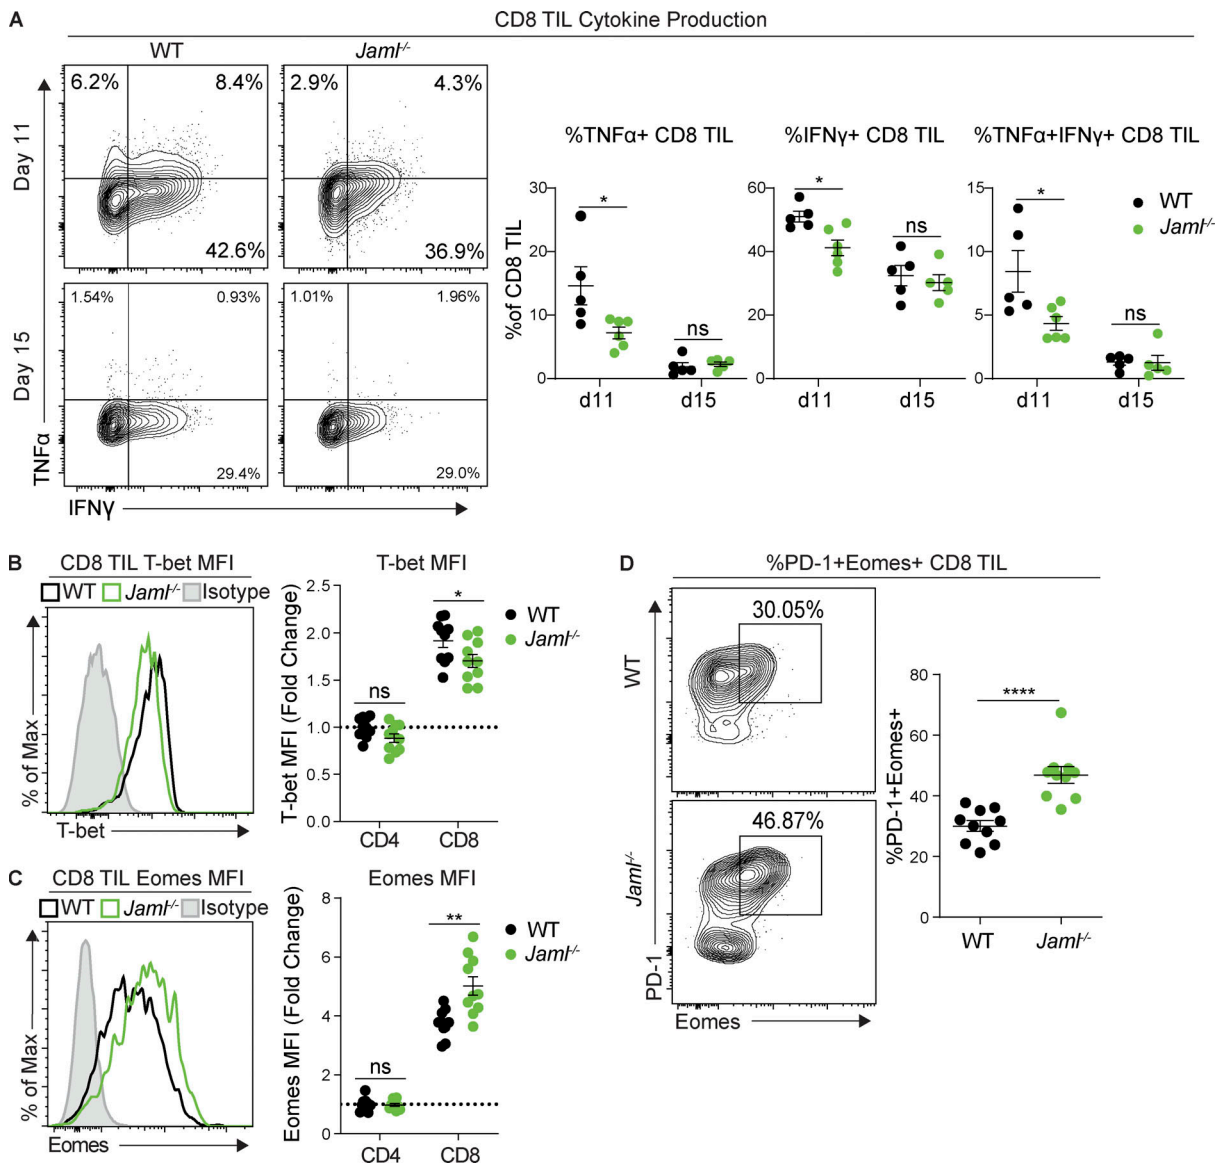 A
CD8 TIL Cytokine Production
WT
Jaml-/-
Day 11
6.2%
8.4%
42.6%
2.9%
4.3%
36.9%
Day 15
1.54%
0.93%
29.4%
1.01%
1.96%
29.0%
TNFα
IFNγ
%TNFα+ CD8 TIL
%IFNγ+ CD8 TIL
%TNFα+IFNγ+ CD8 TIL
%of CD8 TIL
30
20
10
0
*
ns
d11
d15
60
40
20
0
*
ns
d11
d15
15
10
5
0
*
ns
d11
d15
WT
Jaml-/-
B
CD8 TIL T-bet MFI
WT
Jaml-/-
Isotype
% of Max
T-bet
T-bet MFI
T-bet MFI (Fold Change)
2.5
2.0
1.5
1.0
0.5
0.0
ns
*
CD4
CD8
WT
Jaml-/-
C
CD8 TIL Eomes MFI
WT
Jaml-/-
Isotype
% of Max
Eomes
Eomes MFI
Eomes MFI (Fold Change)
8
6
4
2
0
ns
**
CD4
CD8
WT
Jaml-/-
D
%PD-1+Eomes+ CD8 TIL
WT
30.05%
Jaml-/-
46.87%
PD-1
Eomes
%PD-1+Eomes+
80
60
40
20
0
****
WT
Jaml-/-